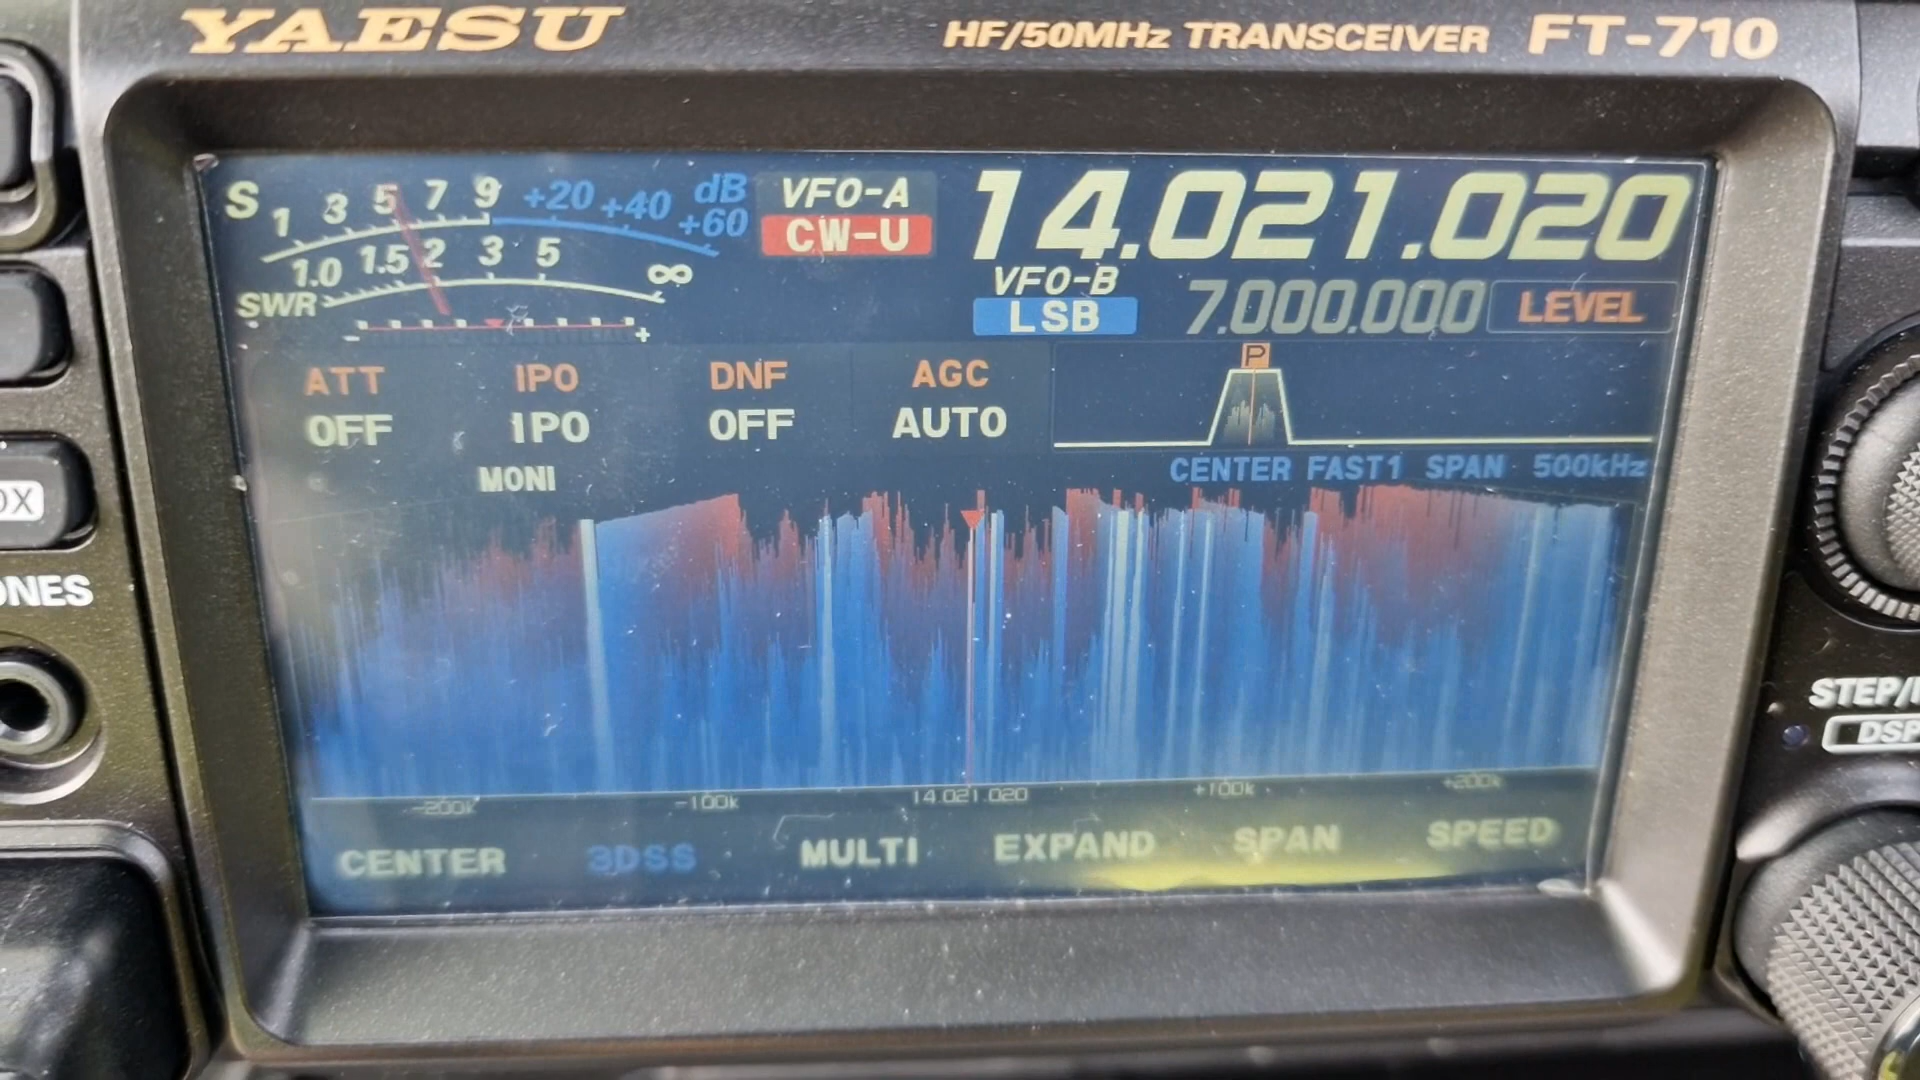 YAESU HF/50MHz TRANSCEIVER FT-710
S 1 3 5 7 9 +20 +40 +60 dB
VFO-A
CW-U
14.021.020
1.0 1.5 2 3 5 ∞
SWR
- +
VFO-B
LSB
7.000.000
LEVEL
ATT IPO DNF AGC
OFF IPO OFF AUTO
P
MONI
CENTER FAST1 SPAN 500kHz
OX
ONES
STEP/
DSP
-200k -100k 14.021.020 +100k +200k
CENTER 3DSS MULTI EXPAND SPAN SPEED